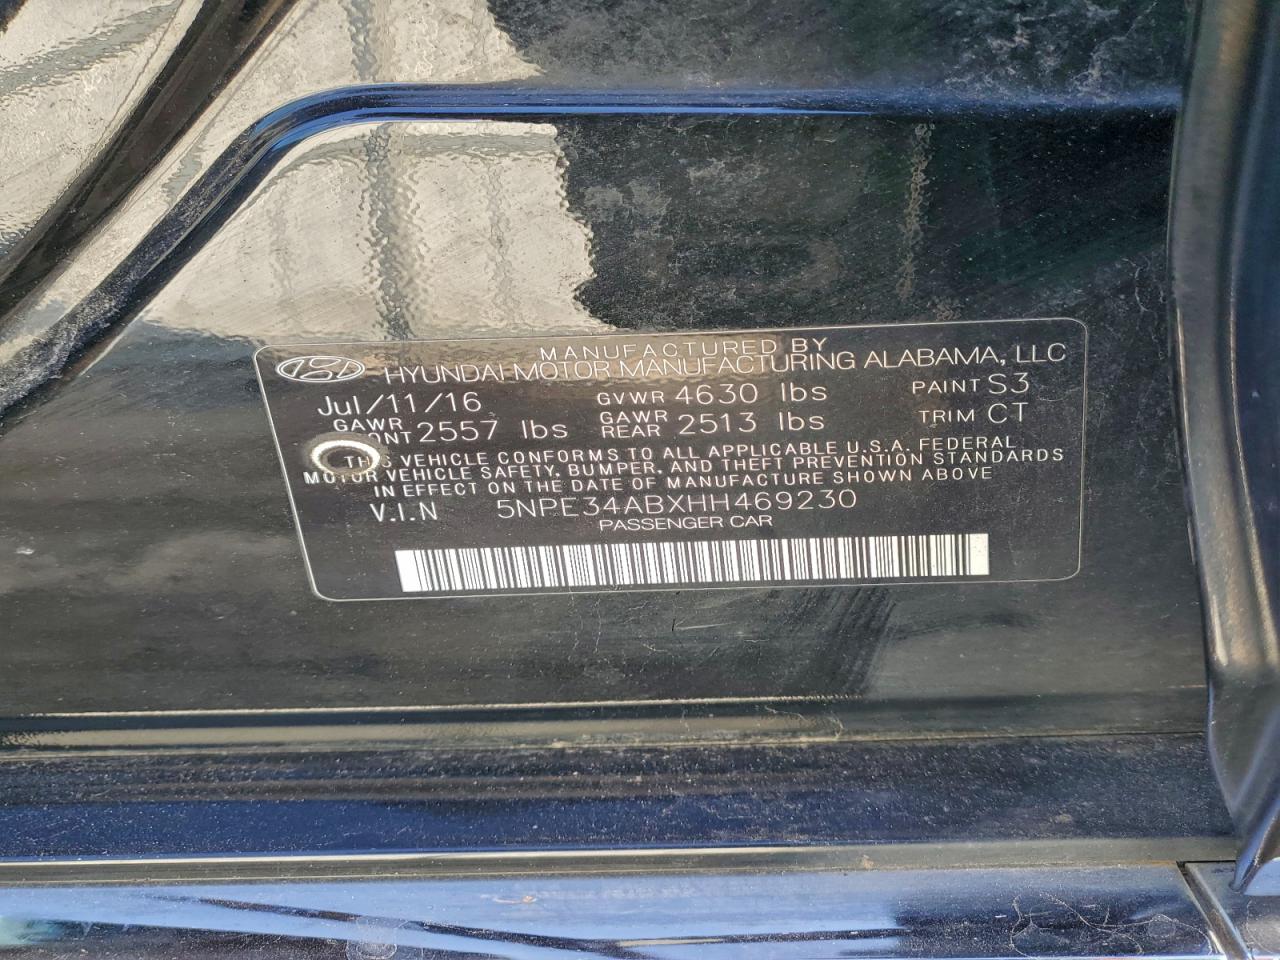 MANUFACTURED BY
HYUNDAI MOTOR MANUFACTURING ALABAMA, LLC
Jul/11/16 GVWR 4630 lbs PAINT S3
GAWR 2557 lbs GAWR REAR 2513 lbs TRIM CT
THIS VEHICLE CONFORMS TO ALL APPLICABLE U.S.A. FEDERAL
MOTOR VEHICLE SAFETY, BUMPER, AND THEFT PREVENTION STANDARDS
IN EFFECT ON THE DATE OF MANUFACTURE SHOWN ABOVE
V.I.N 5NPE34ABXHH469230
PASSENGER CAR